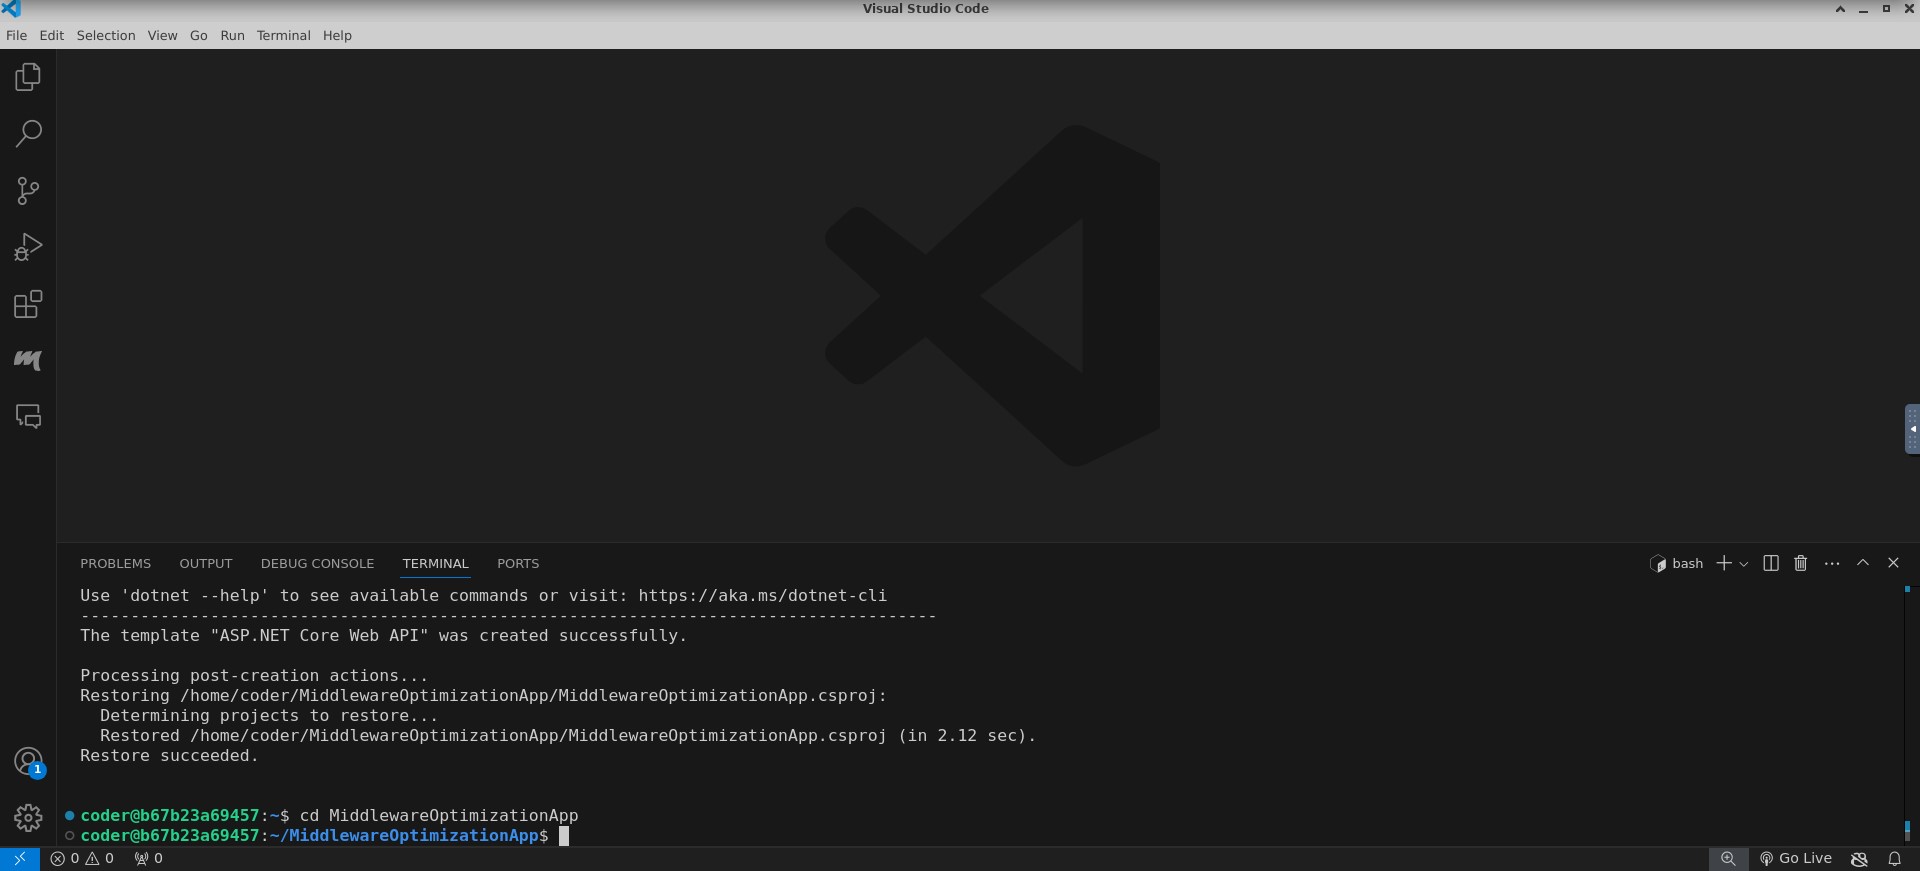 Visual Studio Code
File Edit Selection View Go Run Terminal Help
PROBLEMS OUTPUT DEBUG CONSOLE TERMINAL PORTS
bash
Use 'dotnet --help' to see available commands or visit: https://aka.ms/dotnet-cli
--------------------------------------------------------------------------------------
The template "ASP.NET Core Web API" was created successfully.
Processing post-creation actions...
Restoring /home/coder/MiddlewareOptimizationApp/MiddlewareOptimizationApp.csproj:
  Determining projects to restore...
  Restored /home/coder/MiddlewareOptimizationApp/MiddlewareOptimizationApp.csproj (in 2.12 sec).
Restore succeeded.
1
coder@b67b23a69457:~$ cd MiddlewareOptimizationApp
coder@b67b23a69457:~/MiddlewareOptimizationApp$
0 0 0 Go Live